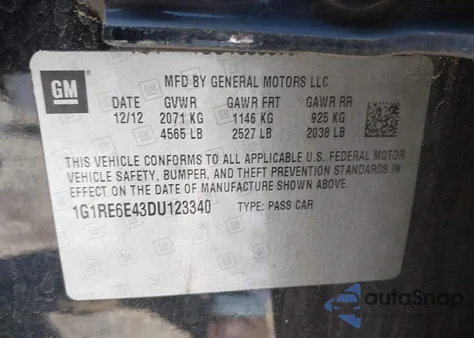 GM
MFD BY GENERAL MOTORS LLC
DATE GVWR GAWR FRT GAWR RR
12/12 2071 KG 1146 KG 925 KG
4565 LB 2527 LB 2038 LB
THIS VEHICLE CONFORMS TO ALL APPLICABLE U.S. FEDERAL MOTOR
VEHICLE SAFETY, BUMPER, AND THEFT PREVENTION STANDARDS IN
EFFECT ON THE DATE OF MANUFACTURE SHOWN ABOVE.
1G1RE6E43DU123340 TYPE: PASS CAR
autoSnap